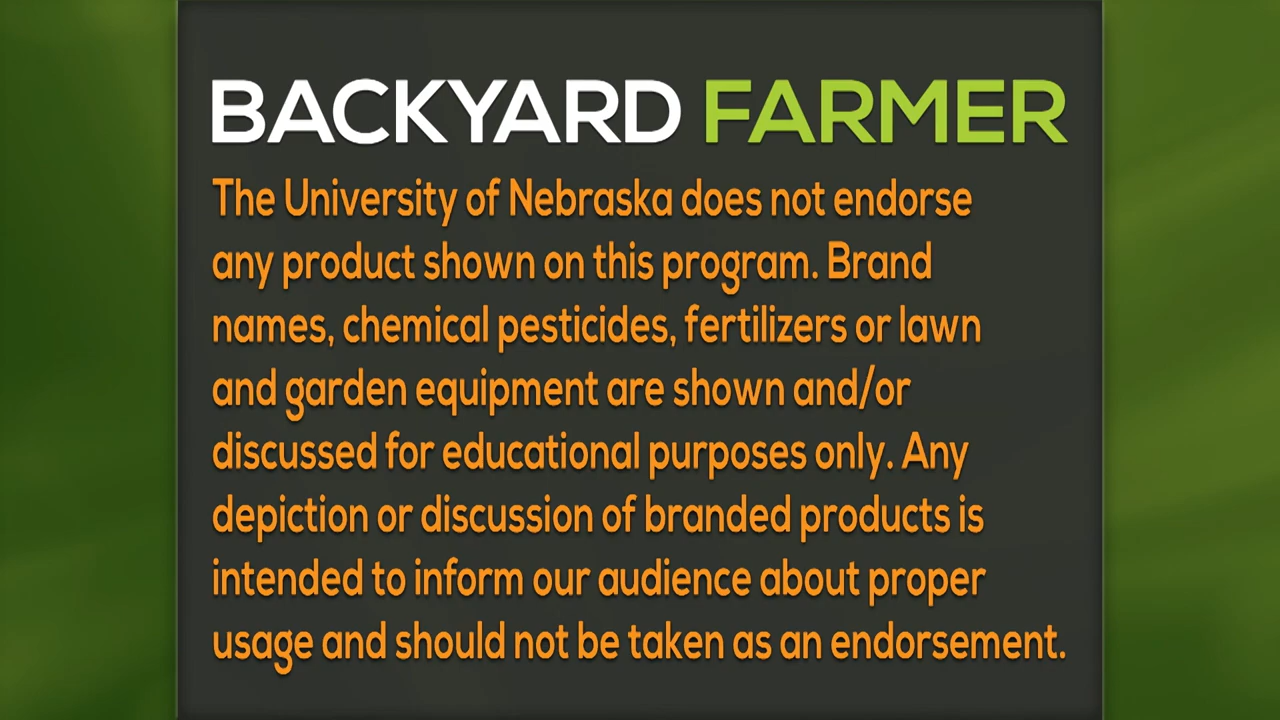 BACKYARD FARMER
The University of Nebraska does not endorse
any product shown on this program. Brand
names, chemical pesticides, fertilizers or lawn
and garden equipment are shown and/or
discussed for educational purposes only. Any
depiction or discussion of branded products is
intended to inform our audience about proper
usage and should not be taken as an endorsement.